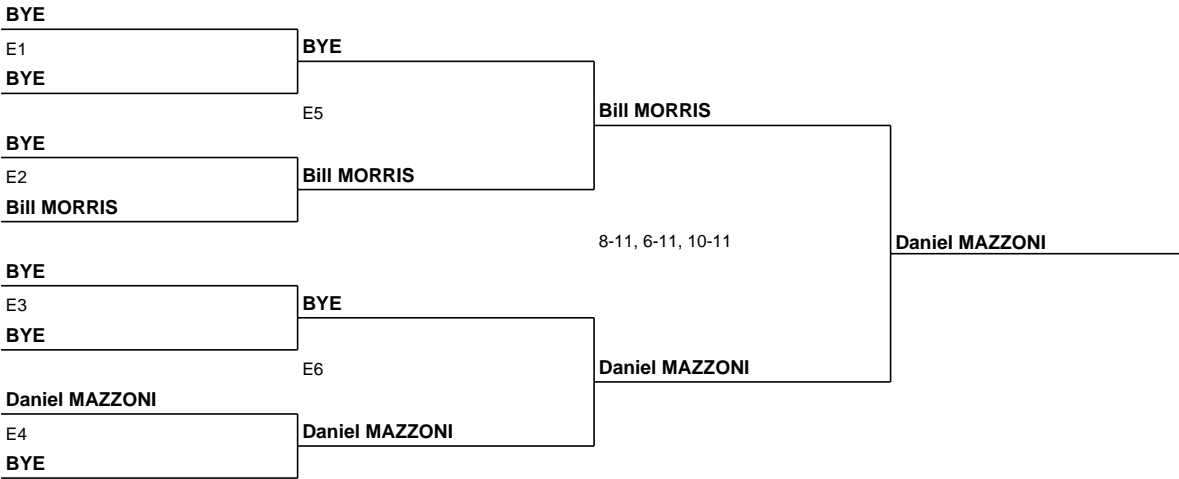 BYE
E1
BYE
BYE
E5
Bill MORRIS
BYE
E2
Bill MORRIS
Bill MORRIS
8-11, 6-11, 10-11
Daniel MAZZONI
BYE
E3
BYE
BYE
E6
Daniel MAZZONI
Daniel MAZZONI
E4
Daniel MAZZONI
BYE